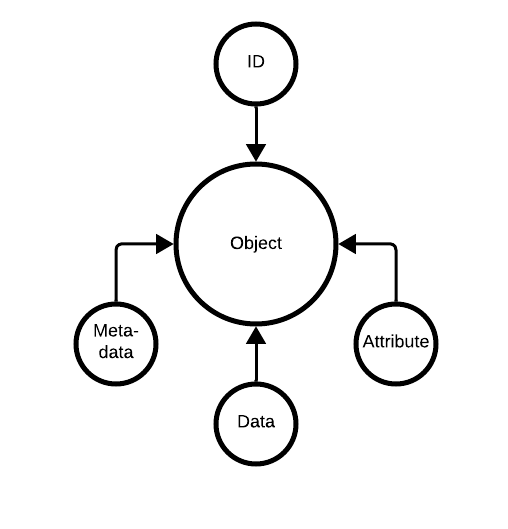 ID
Object
Meta-
data
Attribute
Data